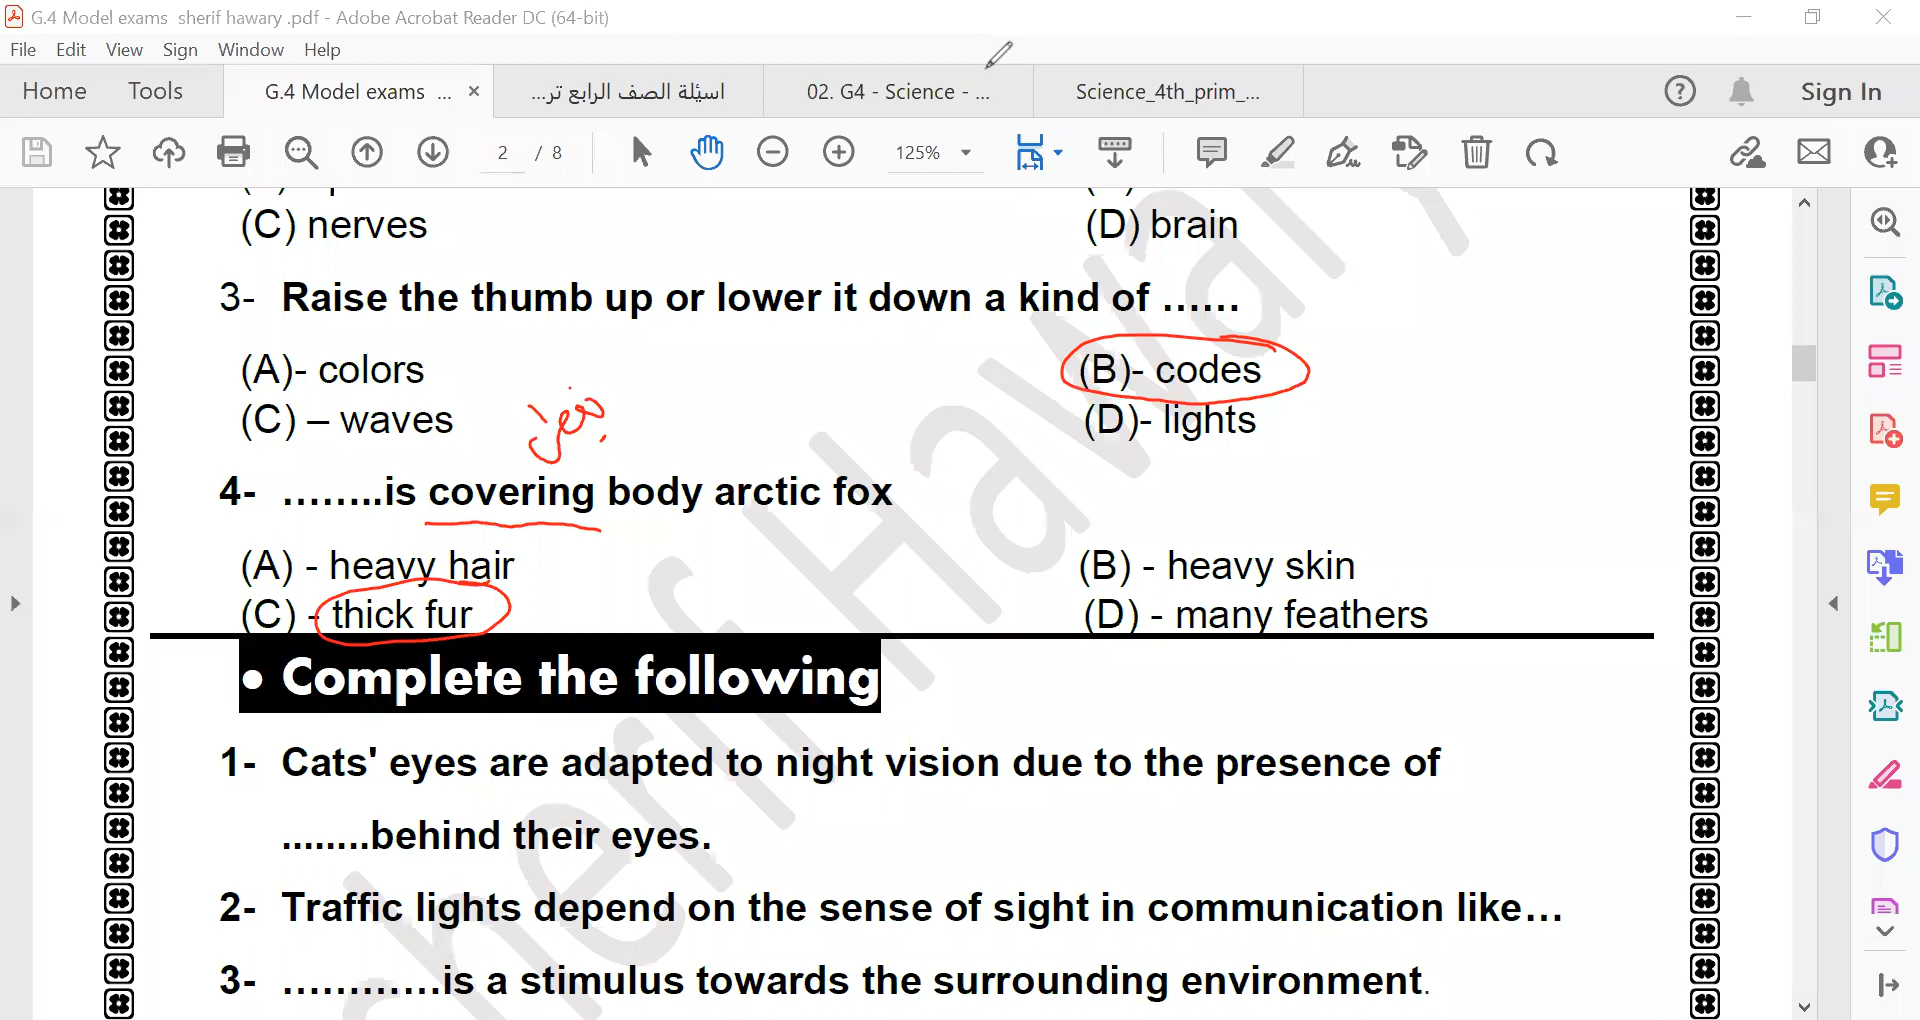 G.4 Model exams sherif hawary .pdf - Adobe Acrobat Reader DC (64-bit)
File Edit View Sign Window Help
Home Tools G.4 Model exams ... × اسئلة الصف الرابع تر... 02. G4 - Science - ... Science_4th_prim_... Sign In
2 / 8 125%
(C) nerves (D) brain
3- Raise the thumb up or lower it down a kind of ......
(A)- colors (B)- codes
(C) – waves (D)- lights
4- ........is covering body arctic fox
(A) - heavy hair (B) - heavy skin
(C) - thick fur (D) - many feathers
• Complete the following
1- Cats' eyes are adapted to night vision due to the presence of
........behind their eyes.
2- Traffic lights depend on the sense of sight in communication like...
3- ............is a stimulus towards the surrounding environment.
sherif Hawary